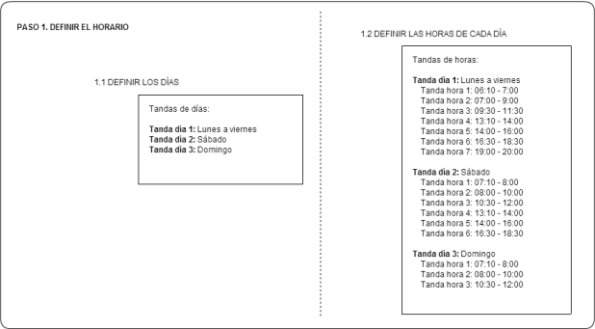 PASO 1. DEFINIR EL HORARIO
1.1 DEFINIR LOS DÍAS
Tandas de días:
Tanda día 1: Lunes a viernes
Tanda día 2: Sábado
Tanda día 3: Domingo
1.2 DEFINIR LAS HORAS DE CADA DÍA
Tandas de horas:
Tanda día 1: Lunes a viernes
Tanda hora 1: 06:10 - 7:00
Tanda hora 2: 07:00 - 9:00
Tanda hora 3: 09:30 - 11:30
Tanda hora 4: 13:10 - 14:00
Tanda hora 5: 14:00 - 16:00
Tanda hora 6: 16:30 - 18:30
Tanda hora 7: 19:00 - 20:00
Tanda día 2: Sábado
Tanda hora 1: 07:10 - 8:00
Tanda hora 2: 08:00 - 10:00
Tanda hora 3: 10:30 - 12:00
Tanda hora 4: 13:10 - 14:00
Tanda hora 5: 14:00 - 16:00
Tanda hora 6: 16:30 - 18:30
Tanda día 3: Domingo
Tanda hora 1: 07:10 - 8:00
Tanda hora 2: 08:00 - 10:00
Tanda hora 3: 10:30 - 12:00